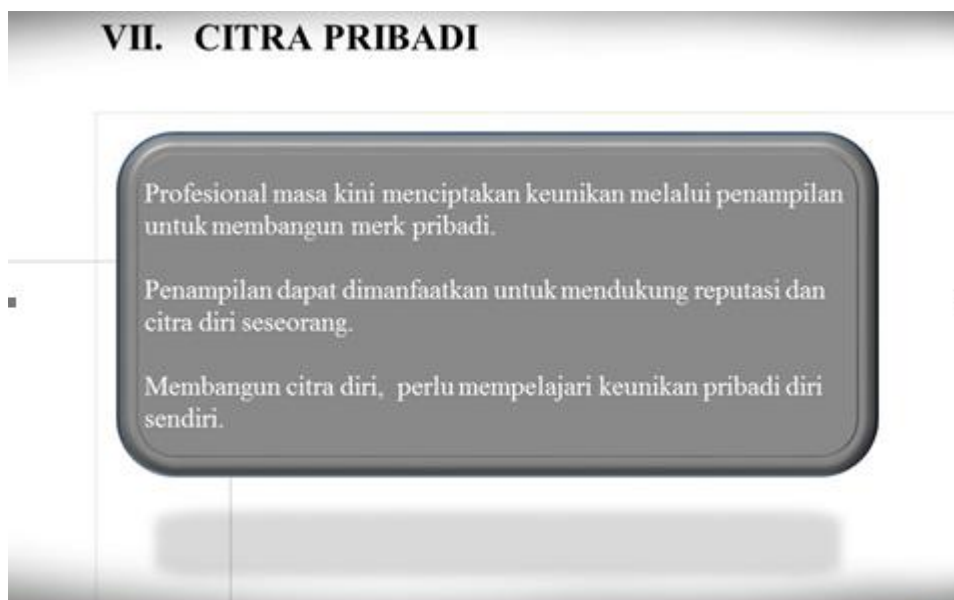 VII. CITRA PRIBADI
Profesional masa kini menciptakan keunikan melalui penampilan
untuk membangun merk pribadi.
Penampilan dapat dimanfaatkan untuk mendukung reputasi dan
citra diri seseorang.
Membangun citra diri, perlu mempelajari keunikan pribadi diri
sendiri.